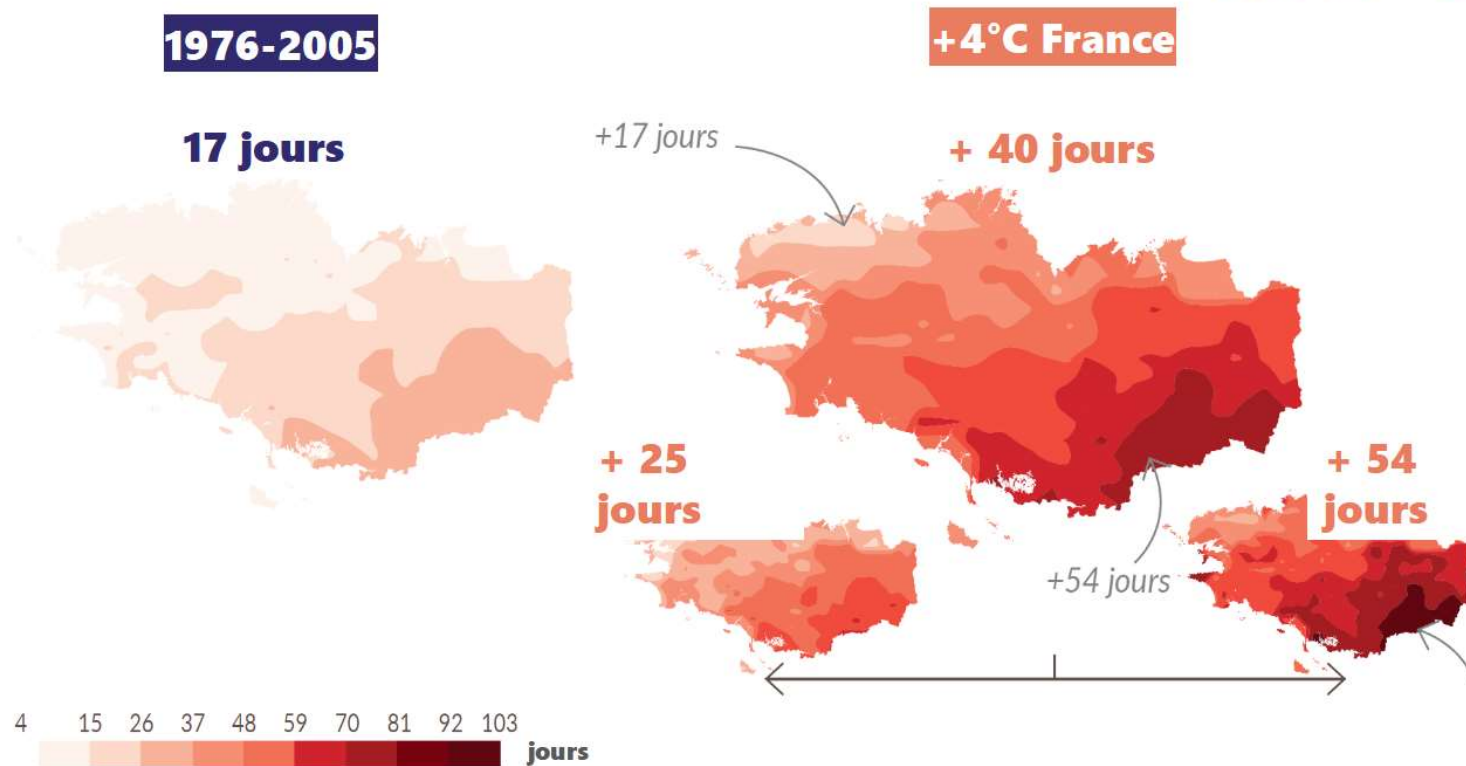 1976-2005
+4°C France
17 jours
+17 jours
+ 40 jours
+ 25
jours
+ 54
jours
+54 jours
4 15 26 37 48 59 70 81 92 103
jours